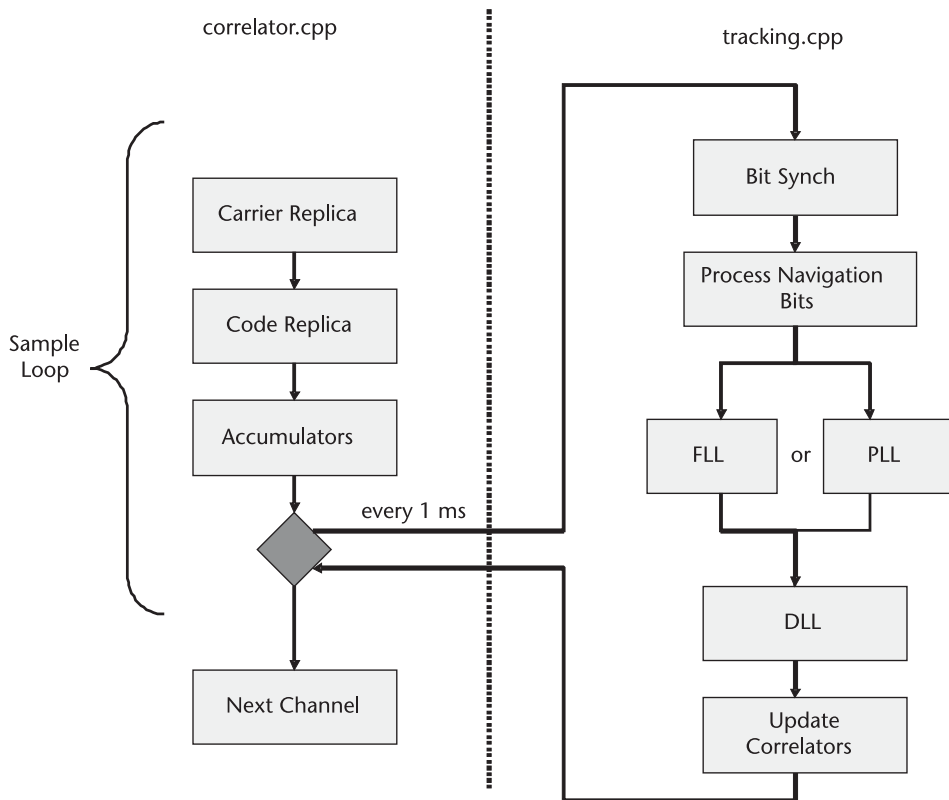 correlator.cpp
tracking.cpp
Sample
Loop
Carrier Replica
Code Replica
Accumulators
every 1 ms
Next Channel
Bit Synch
Process Navigation
Bits
FLL
or
PLL
DLL
Update
Correlators